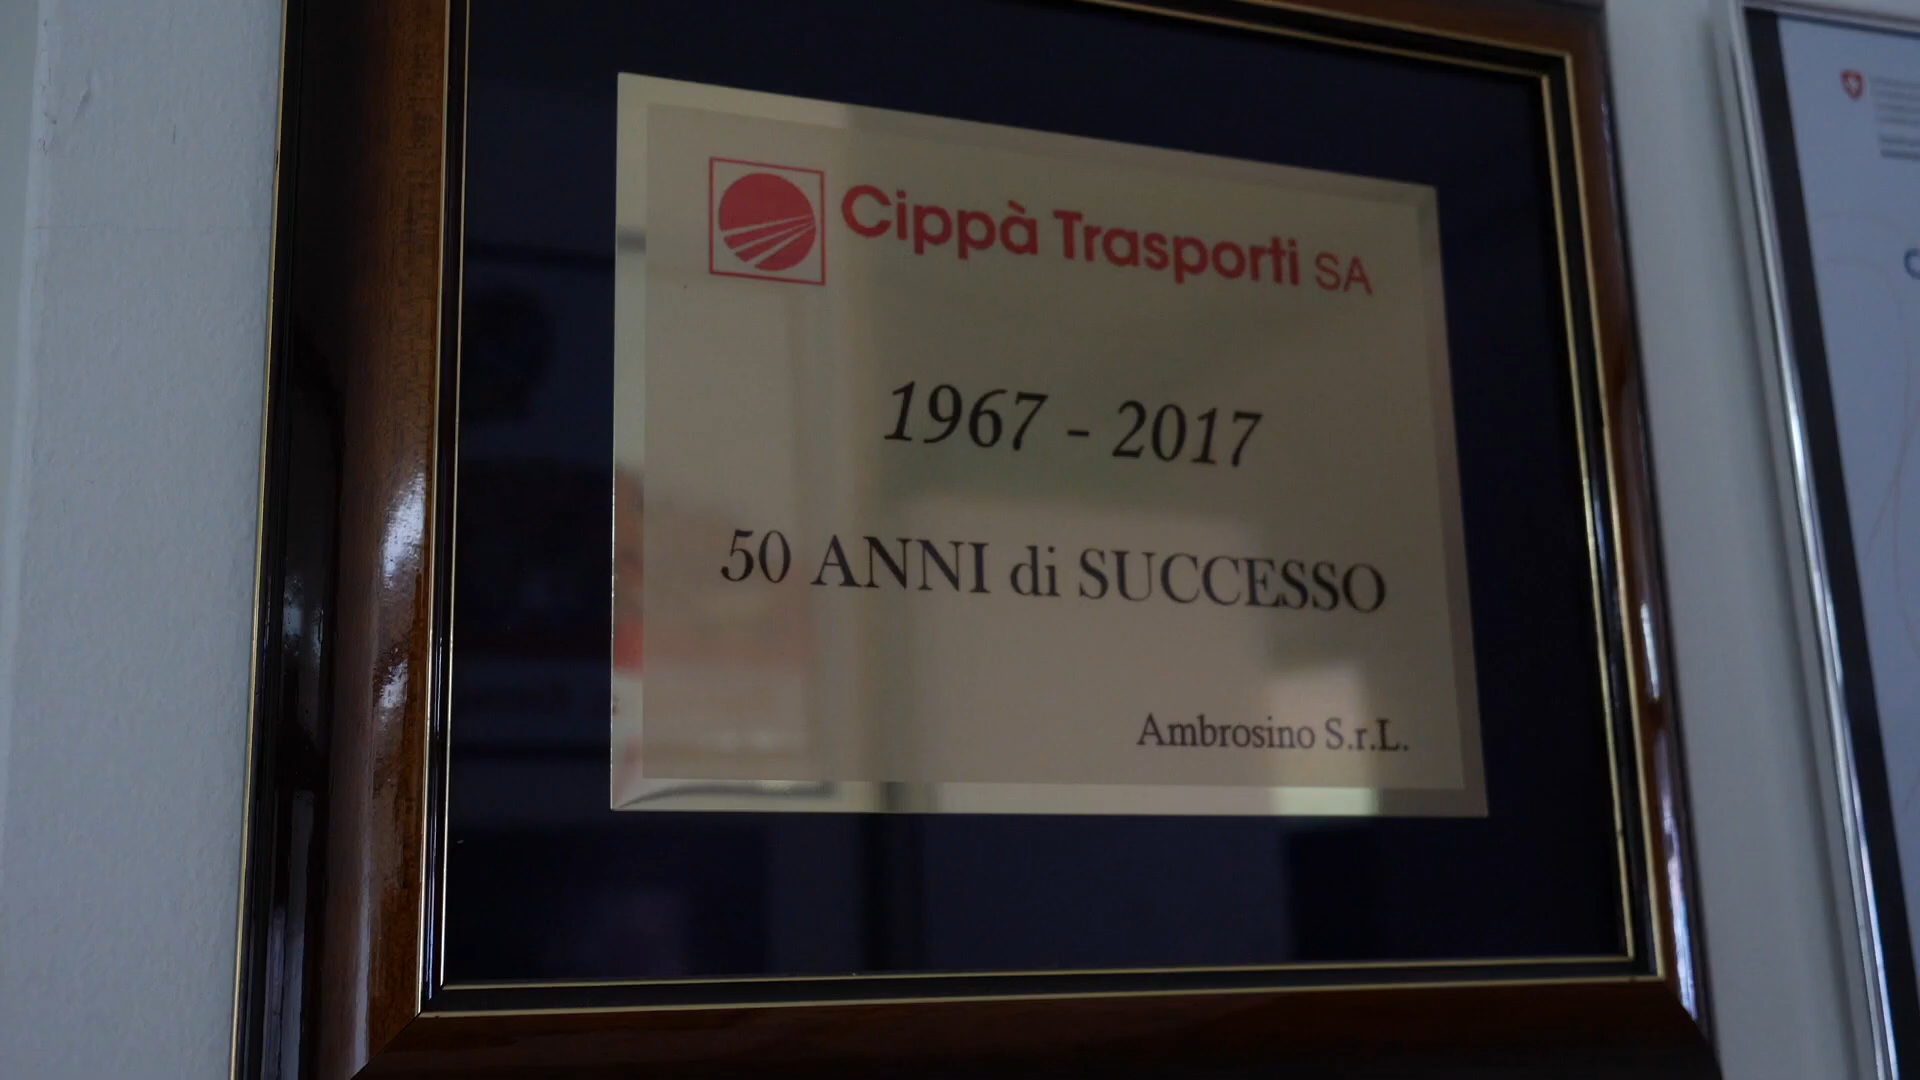 Cippà Trasporti SA
1967 - 2017
50 ANNI di SUCCESSO
Ambrosino S.r.L.